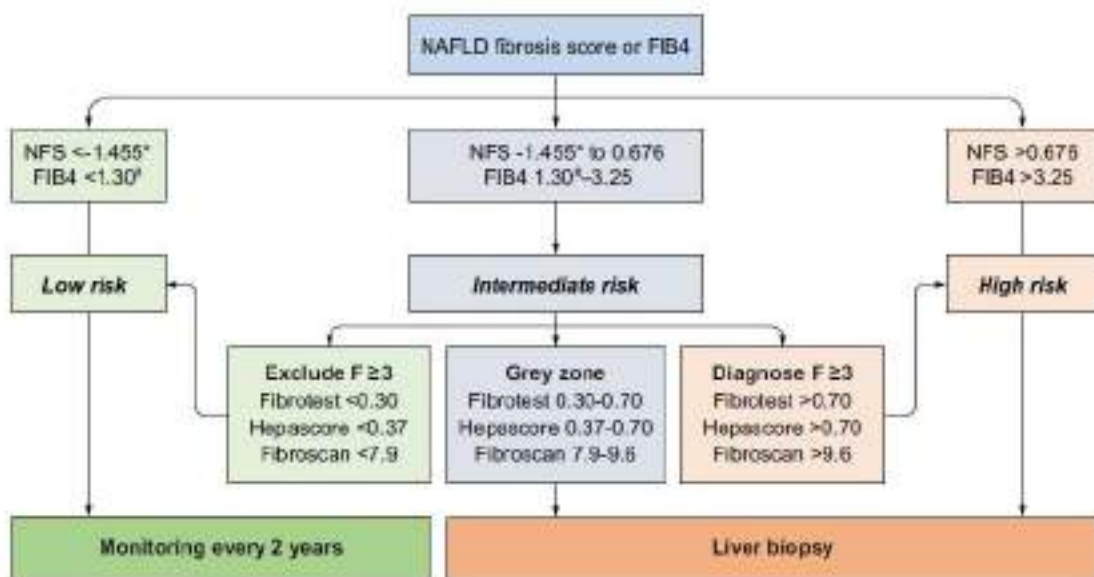 NAFLD fibrosis score or FIB4
NFS <-1.455*
FIB4 <1.30#
NFS -1.455* to 0.676
FIB4 1.30#–3.25
NFS >0.676
FIB4 >3.25
Low risk
Intermediate risk
High risk
Exclude F ≥3
Fibrotest <0.30
Hepascore <0.37
Fibroscan <7.9
Grey zone
Fibrotest 0.30-0.70
Hepascore 0.37-0.70
Fibroscan 7.9-9.6
Diagnose F ≥3
Fibrotest >0.70
Hepascore >0.70
Fibroscan >9.6
Monitoring every 2 years
Liver biopsy